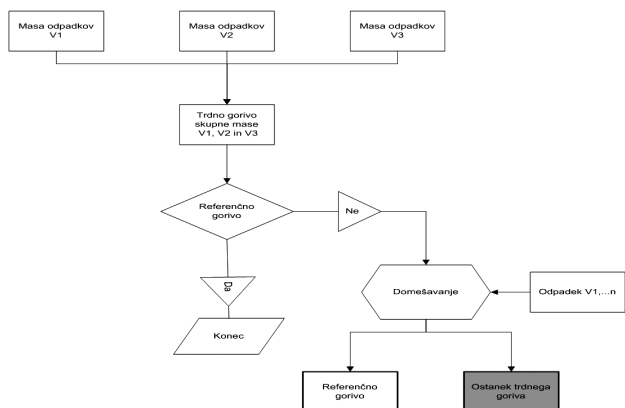 Masa odpadkov
V1
Masa odpadkov
V2
Masa odpadkov
V3
Trdno gorivo
skupne mase
V1, V2 in V3
Referenčno
gorivo
Ne
Da
Domešavanje
Odpadek V1,...n
Konec
Referenčno
gorivo
Ostanek trdnega
goriva